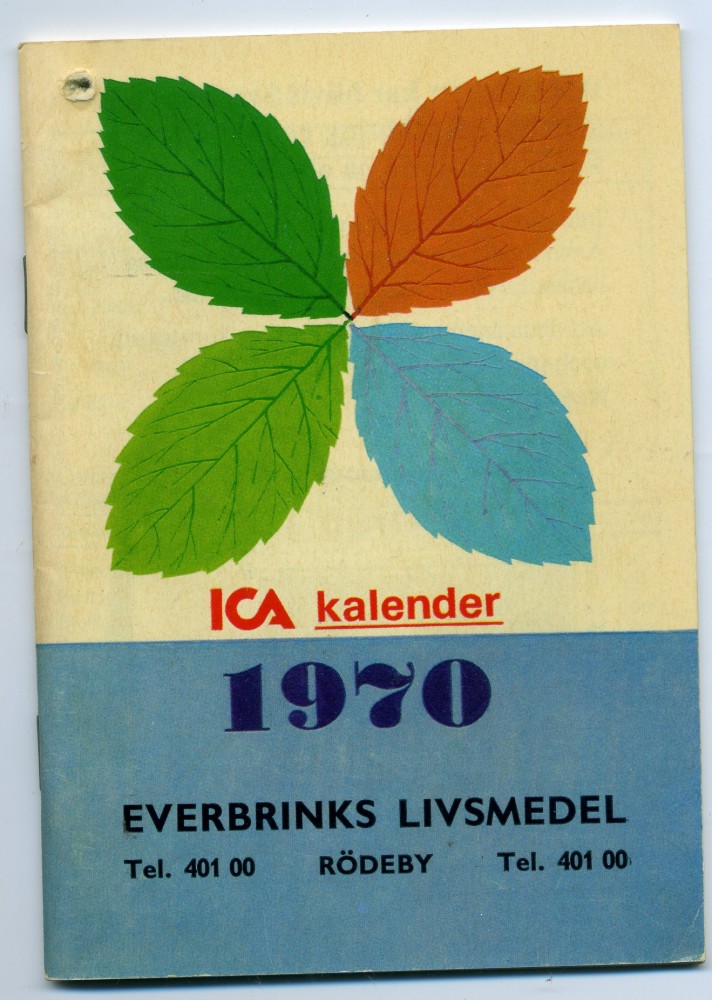 ICA kalender
1970
EVERBRINKS LIVSMEDEL
Tel. 401 00 RÖDEBY Tel. 401 00